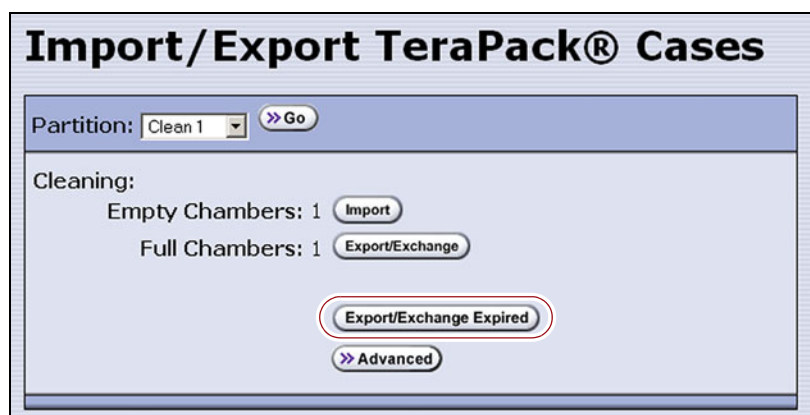 Import/Export TeraPack® Cases
Partition: Clean 1 >> Go
Cleaning:
Empty Chambers: 1 Import
Full Chambers: 1 Export/Exchange
Export/Exchange Expired
>> Advanced